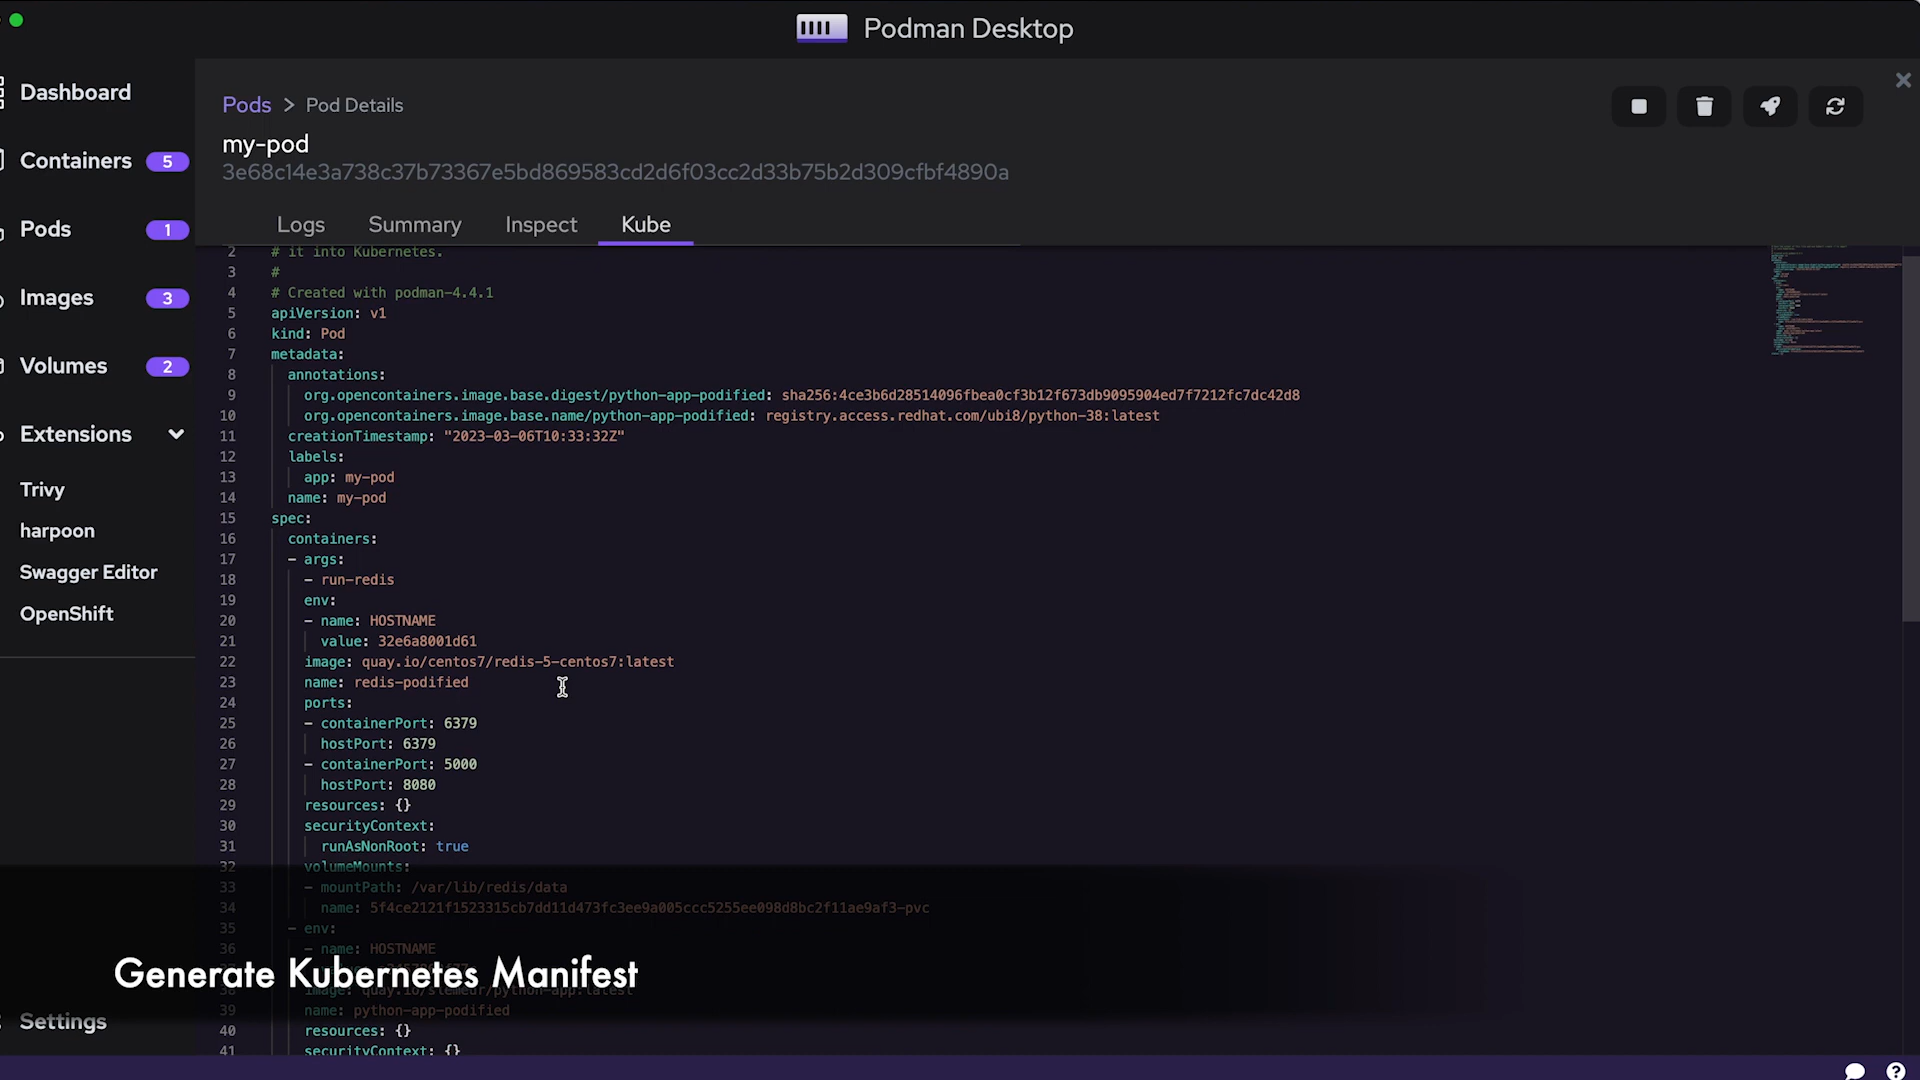 Podman Desktop
Dashboard
Containers 5
Pods 1
Images 3
Volumes 2
Extensions
Trivy
harpoon
Swagger Editor
OpenShift
Settings
Pods > Pod Details
my-pod
3e68c14e3a738c37b73367e5bd869583cd2d6f03cc2d33b75b2d309cfbf4890a
Logs Summary Inspect Kube
2 # it into Kubernetes.
3 #
4 # Created with podman-4.4.1
5 apiVersion: v1
6 kind: Pod
7 metadata:
8 annotations:
9 org.opencontainers.image.base.digest/python-app-podified: sha256:4ce3b6d28514096fbea0cf3b12f673db9095904ed7f7212fc7dc42d8
10 org.opencontainers.image.base.name/python-app-podified: registry.access.redhat.com/ubi8/python-38:latest
11 creationTimestamp: "2023-03-06T10:33:32Z"
12 labels:
13 app: my-pod
14 name: my-pod
15 spec:
16 containers:
17 - args:
18 - run-redis
19 env:
20 - name: HOSTNAME
21 value: 32e6a8001d61
22 image: quay.io/centos7/redis-5-centos7:latest
23 name: redis-podified
24 ports:
25 - containerPort: 6379
26 hostPort: 6379
27 - containerPort: 5000
28 hostPort: 8080
29 resources: {}
30 securityContext:
31 runAsNonRoot: true
32 volumeMounts:
33 - mountPath: /var/lib/redis/data
34 name: 5f4ce2121f1523315cb7dd11d473fc3ee9a005ccc5255ee098d8bc2f11ae9af3-pvc
35 - env:
36 - name: HOSTNAME
Generate Kubernetes Manifest
38 image: quay.io/slemeur/python-app:latest
39 name: python-app-podified
40 resources: {}
41 securityContext: {}